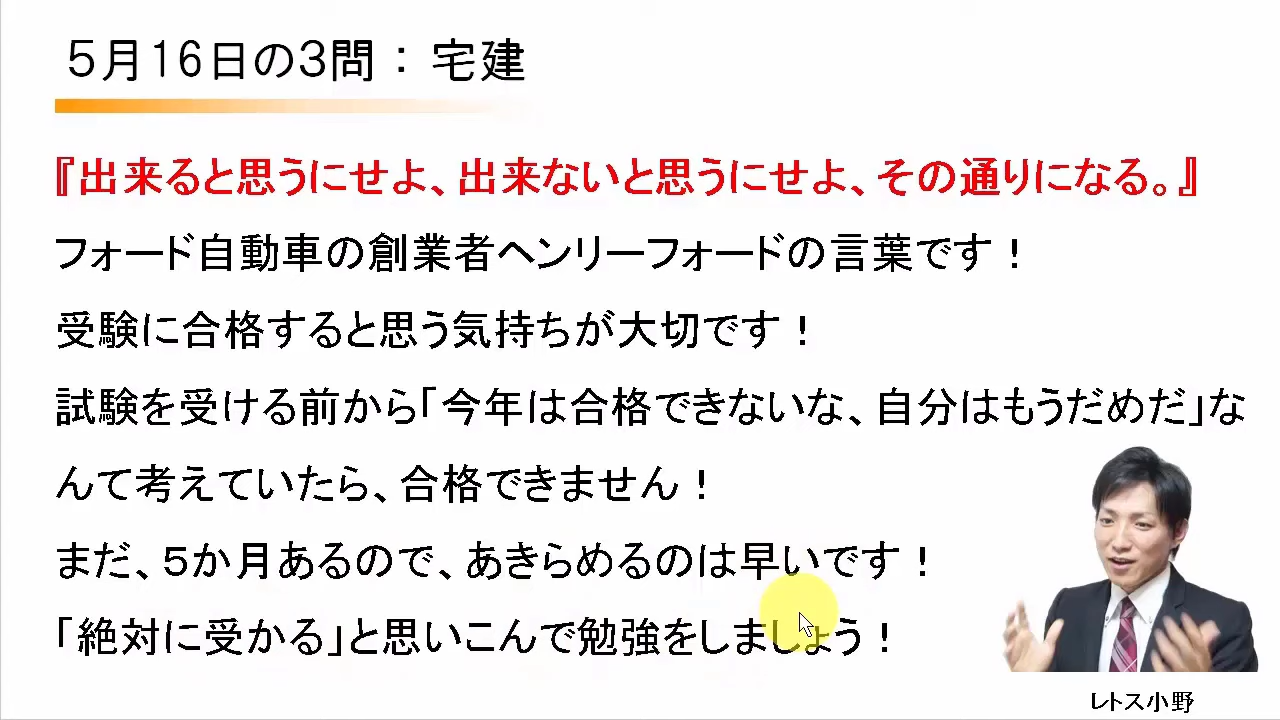 5月16日の3問：宅建
『出来ると思うにせよ、出来ないと思うにせよ、その通りになる。』
フォード自動車の創業者ヘンリーフォードの言葉です！
受験に合格すると思う気持ちが大切です！
試験を受ける前から「今年は合格できないな、自分はもうだめだ」な
んて考えていたら、合格できません！
まだ、５か月あるので、あきらめるのは早いです！
「絶対に受かる」と思いこんで勉強をしましょう！
レトス小野